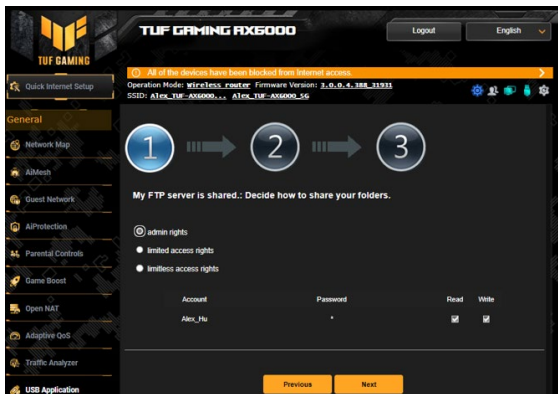 TUF GAMING
TUF GAMING AX6000
Logout
English
All of the devices have been blocked from Internet access.
Quick Internet Setup
Operation Mode: Wireless router Firmware Version: 3.0.0.4.388_31931
SSID: Alex_TUF-AX6000... Alex_TUF-AX6000_5G
General
Network Map
AiMesh
Guest Network
AiProtection
Parental Controls
Game Boost
Open NAT
Adaptive QoS
Traffic Analyzer
USB Application
1 2 3
My FTP server is shared.: Decide how to share your folders.
admin rights
limited access rights
limitless access rights
Account Password Read Write
Alex_Hu *
Previous Next